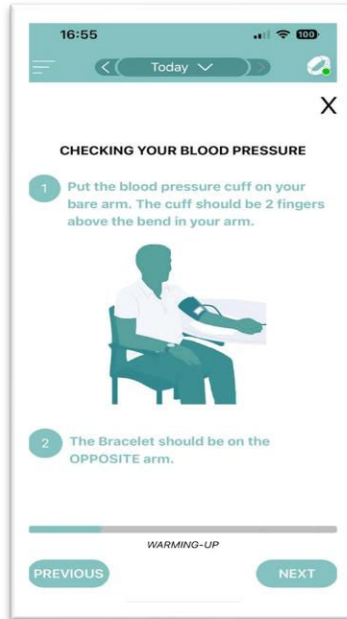 16:55
100
Today
X
CHECKING YOUR BLOOD PRESSURE
1
Put the blood pressure cuff on your
bare arm. The cuff should be 2 fingers
above the bend in your arm.
2
The Bracelet should be on the
OPPOSITE arm.
WARMING-UP
PREVIOUS
NEXT